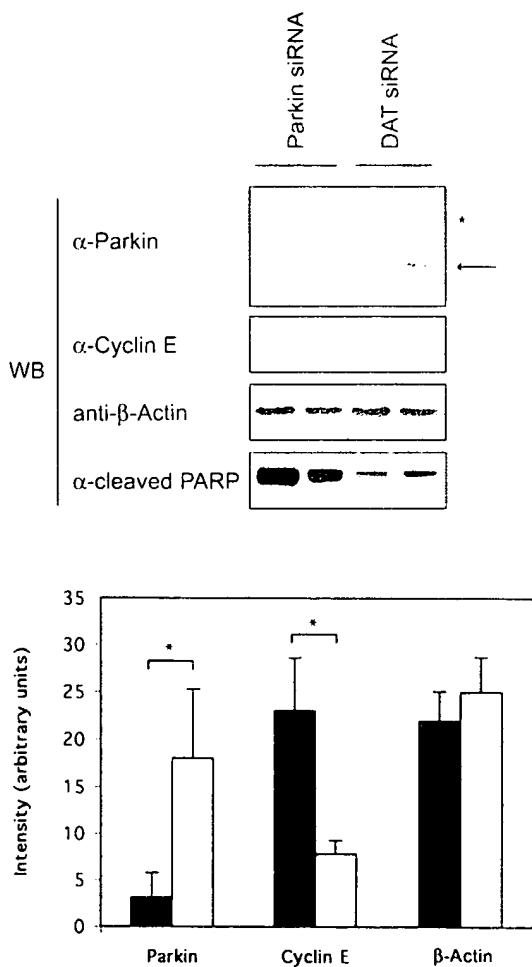 Parkin siRNA
DAT siRNA
WB
α-Parkin
*
α-Cyclin E
anti-β-Actin
α-cleaved PARP
Intensity (arbitrary units)
35
30
25
20
15
10
5
0
*
*
Parkin
Cyclin E
β-Actin